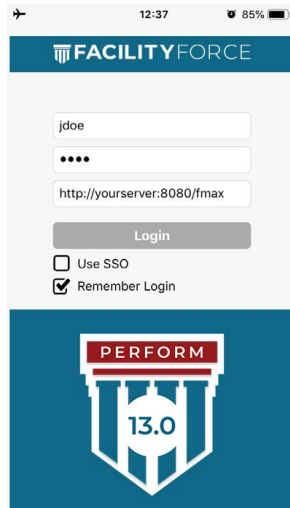 12:37
85%
FACILITYFORCE
jdoe
••••
http://yourserver:8080/fmax
Login
Use SSO
Remember Login
PERFORM
13.0